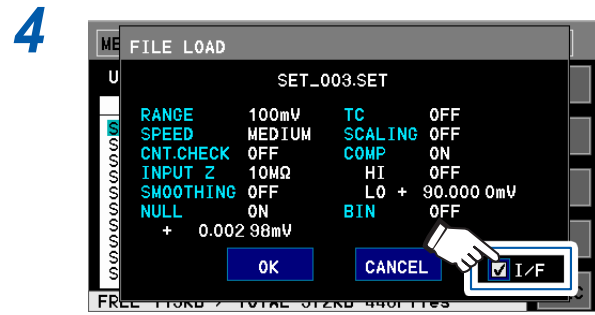 4
ME FILE LOAD
U SET_003.SET
RANGE 100mV TC OFF
SPEED MEDIUM SCALING OFF
CNT.CHECK OFF COMP ON
INPUT Z 10MΩ HI OFF
SMOOTHING OFF LO + 90.000 0mV
NULL ON BIN OFF
+ 0.002 98mV
OK CANCEL I/F